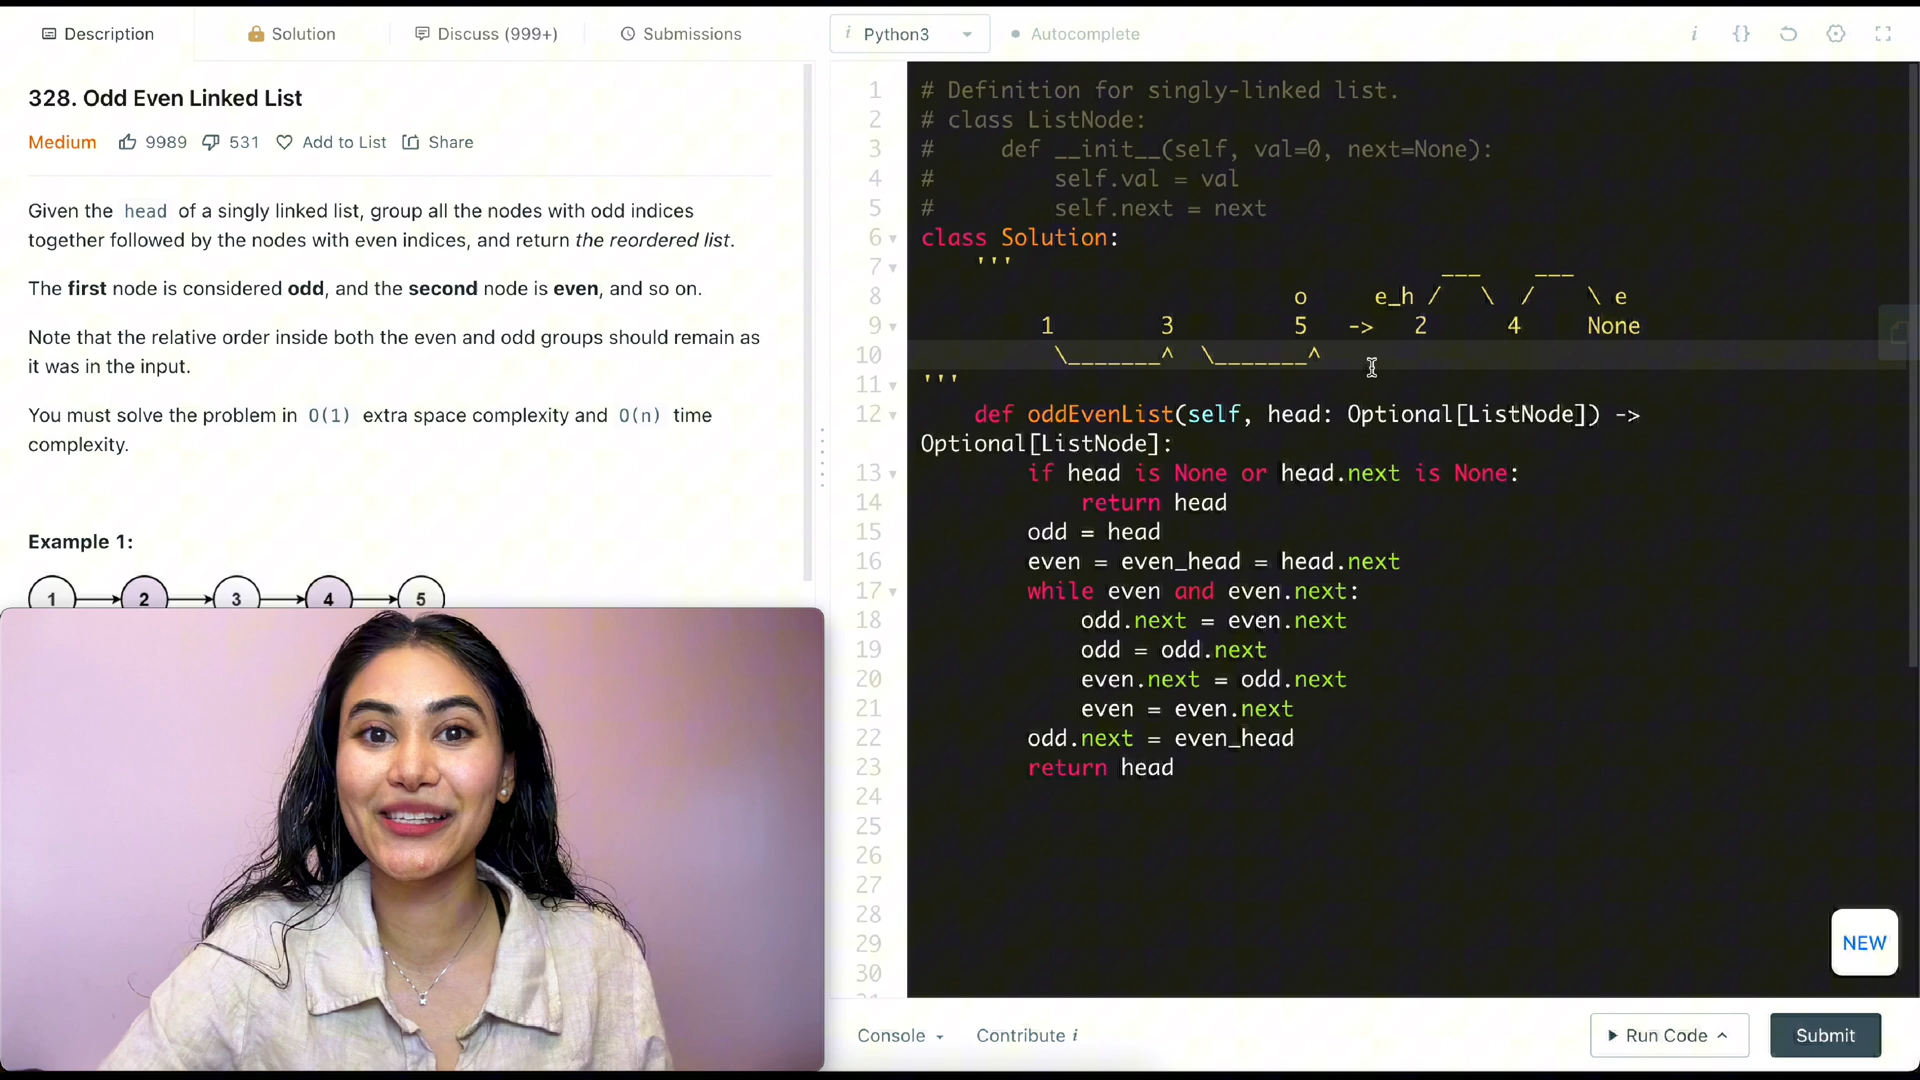 Description
Solution
Discuss (999+)
Submissions
328. Odd Even Linked List
Medium 9989 531 Add to List Share
Given the head of a singly linked list, group all the nodes with odd indices
together followed by the nodes with even indices, and return the reordered list.
The first node is considered odd, and the second node is even, and so on.
Note that the relative order inside both the even and odd groups should remain as
it was in the input.
You must solve the problem in O(1) extra space complexity and O(n) time
complexity.
Example 1:
1 2 3 4 5
i Python3
Autocomplete
i {}
1 # Definition for singly-linked list.
2 # class ListNode:
3 #     def __init__(self, val=0, next=None):
4 #         self.val = val
5 #         self.next = next
6 class Solution:
7     '''                                ___    ___
8                             o     e_h /   \  /    \ e
9         1        3         5   ->   2      4     None
10          \_______^  \_______^
11 '''
12     def oddEvenList(self, head: Optional[ListNode]) ->
Optional[ListNode]:
13         if head is None or head.next is None:
14             return head
15         odd = head
16         even = even_head = head.next
17         while even and even.next:
18             odd.next = even.next
19             odd = odd.next
20             even.next = odd.next
21             even = even.next
22         odd.next = even_head
23         return head
24
25
26
27
28
29
30
NEW
Console
Contribute i
Run Code
Submit